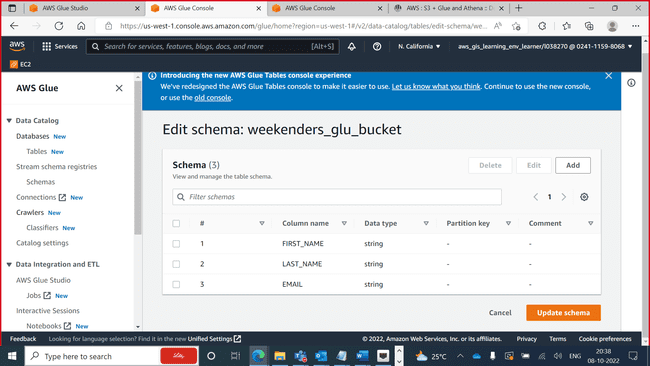 AWS Glue Studio
AWS Glue Console
AWS Glue Console
AWS : S3 + Glue and Athena :: D
https://us-west-1.console.aws.amazon.com/glue/home?region=us-west-1#/v2/data-catalog/tables/edit-schema/we...
aws
Services
Search for services, features, blogs, docs, and more
[Alt+S]
N. California
aws_gis_learning_env_learner/l038270 @ 0241-1159-8068
EC2
AWS Glue
Data Catalog
Databases New
Tables New
Stream schema registries
Schemas
Connections New
Crawlers New
Classifiers New
Catalog settings
Data Integration and ETL
AWS Glue Studio
Jobs New
Interactive Sessions
Notebooks New
Introducing the new AWS Glue Tables console experience
We've redesigned the AWS Glue Tables console to make it easier to use. Let us know what you think. Continue to use the new console,
or use the old console.
Edit schema: weekenders_glu_bucket
Schema (3)
View and manage the table schema.
Delete
Edit
Add
Filter schemas
1
# Column name Data type Partition key Comment
1 FIRST_NAME string - -
2 LAST_NAME string - -
3 EMAIL string - -
Cancel
Update schema
Feedback
Looking for language selection? Find it in the new Unified Settings
© 2022, Amazon Web Services, Inc. or its affiliates.
Privacy
Terms
Cookie preferences
Type here to search
25°C
ENG
20:38
08-10-2022